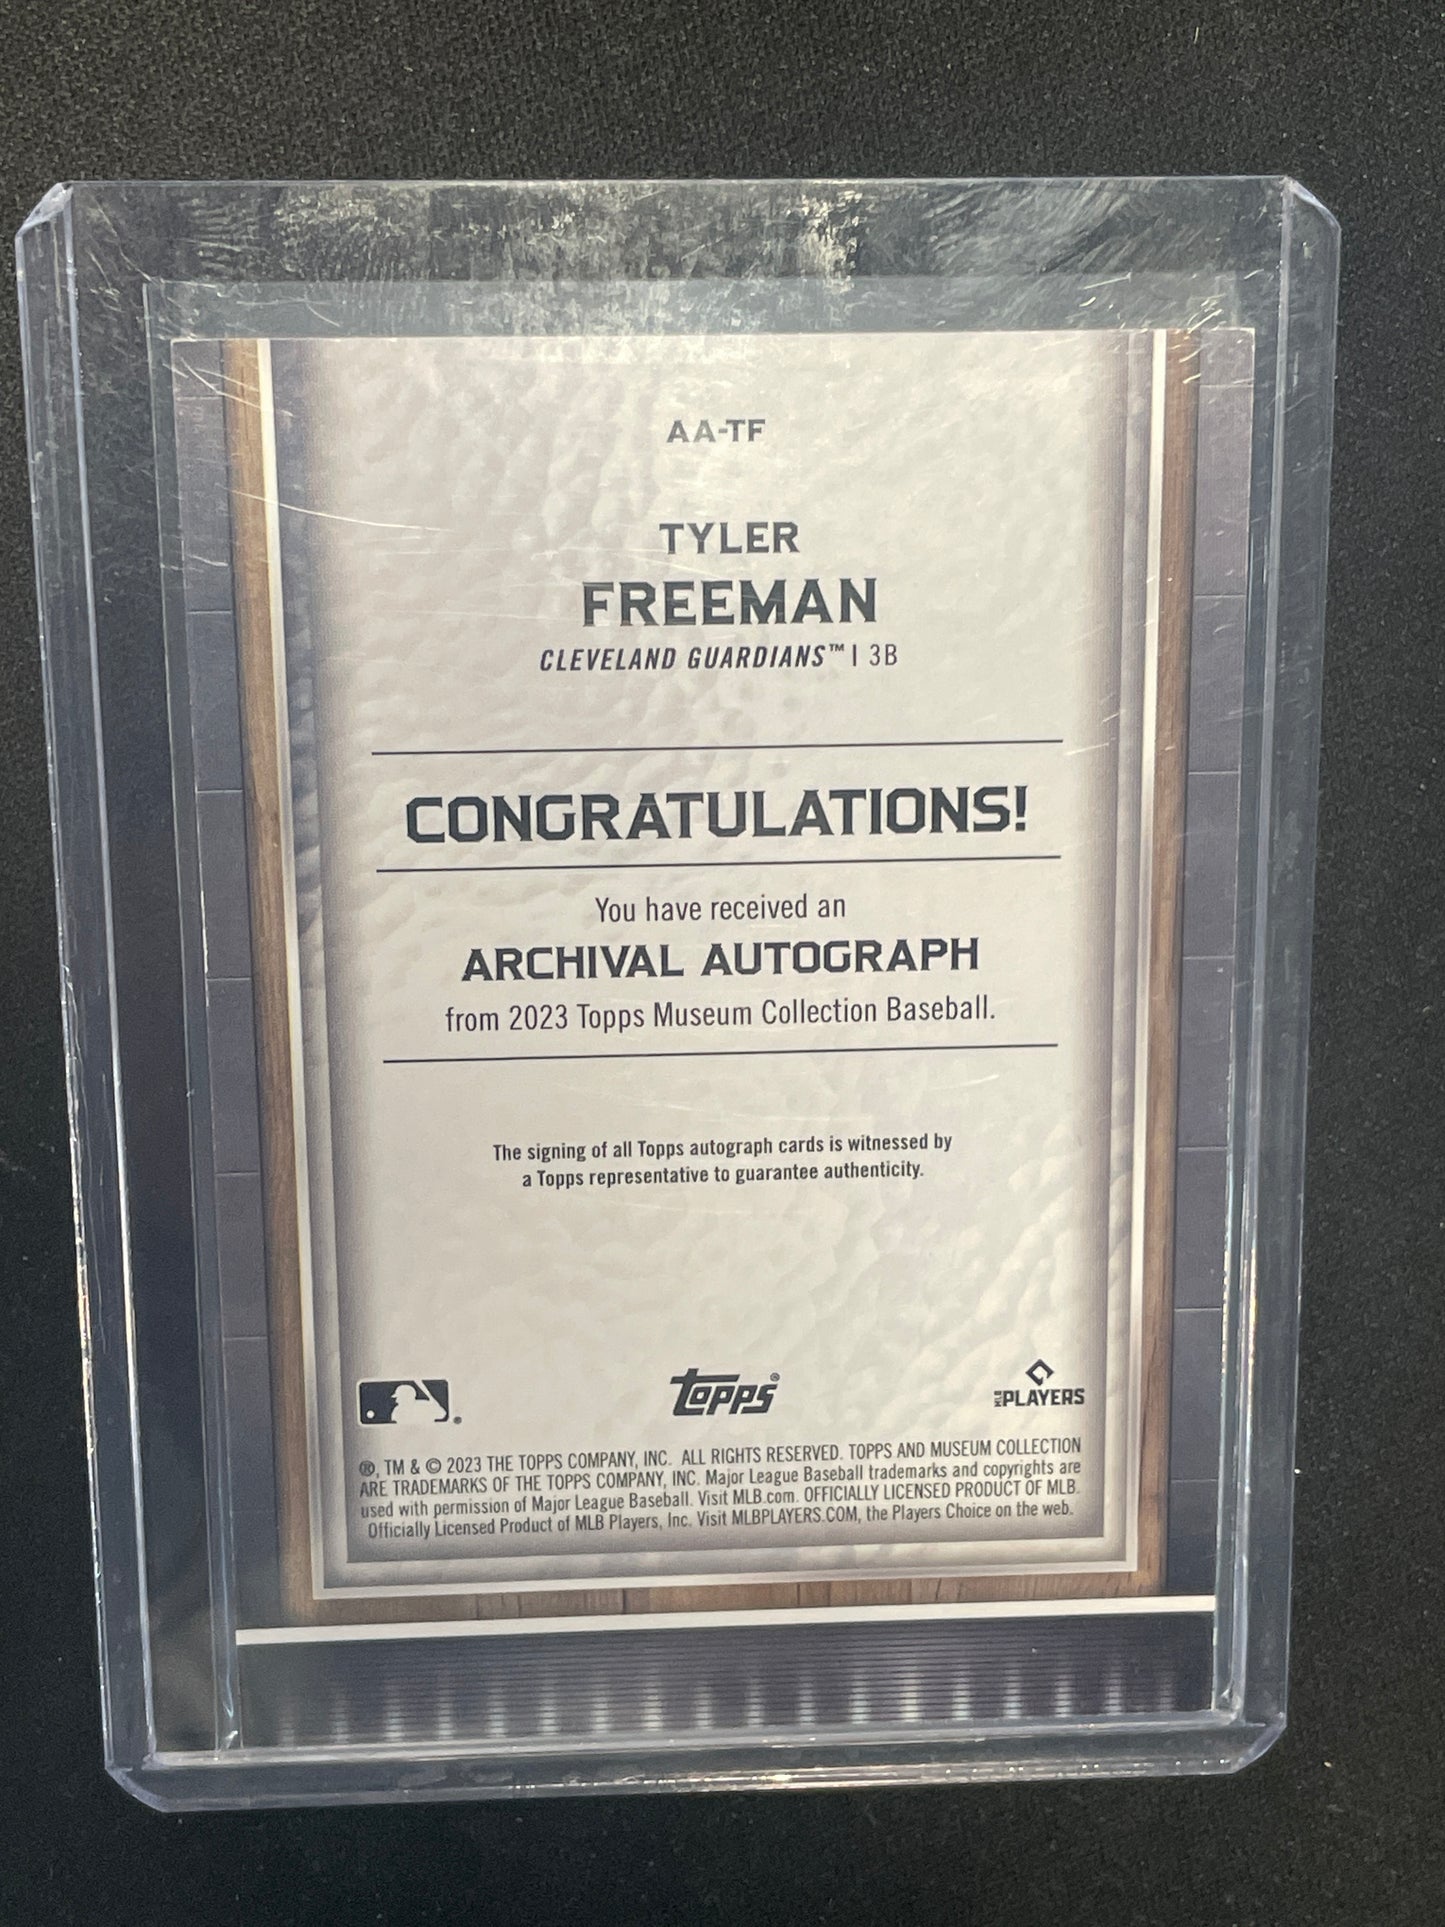 AA-TF
TYLER
FREEMAN
CLEVELAND GUARDIANS™ | 3B
CONGRATULATIONS!
You have received an
ARCHIVAL AUTOGRAPH
from 2023 Topps Museum Collection Baseball.
The signing of all Topps autograph cards is witnessed by
a Topps representative to guarantee authenticity.
topps®
MLB PLAYERS
®, TM & © 2023 THE TOPPS COMPANY, INC. ALL RIGHTS RESERVED. TOPPS AND MUSEUM COLLECTION
ARE TRADEMARKS OF THE TOPPS COMPANY, INC. Major League Baseball trademarks and copyrights are
used with permission of Major League Baseball. Visit MLB.com. OFFICIALLY LICENSED PRODUCT OF MLB.
Officially Licensed Product of MLB Players, Inc. Visit MLBPLAYERS.COM, the Players Choice on the web.